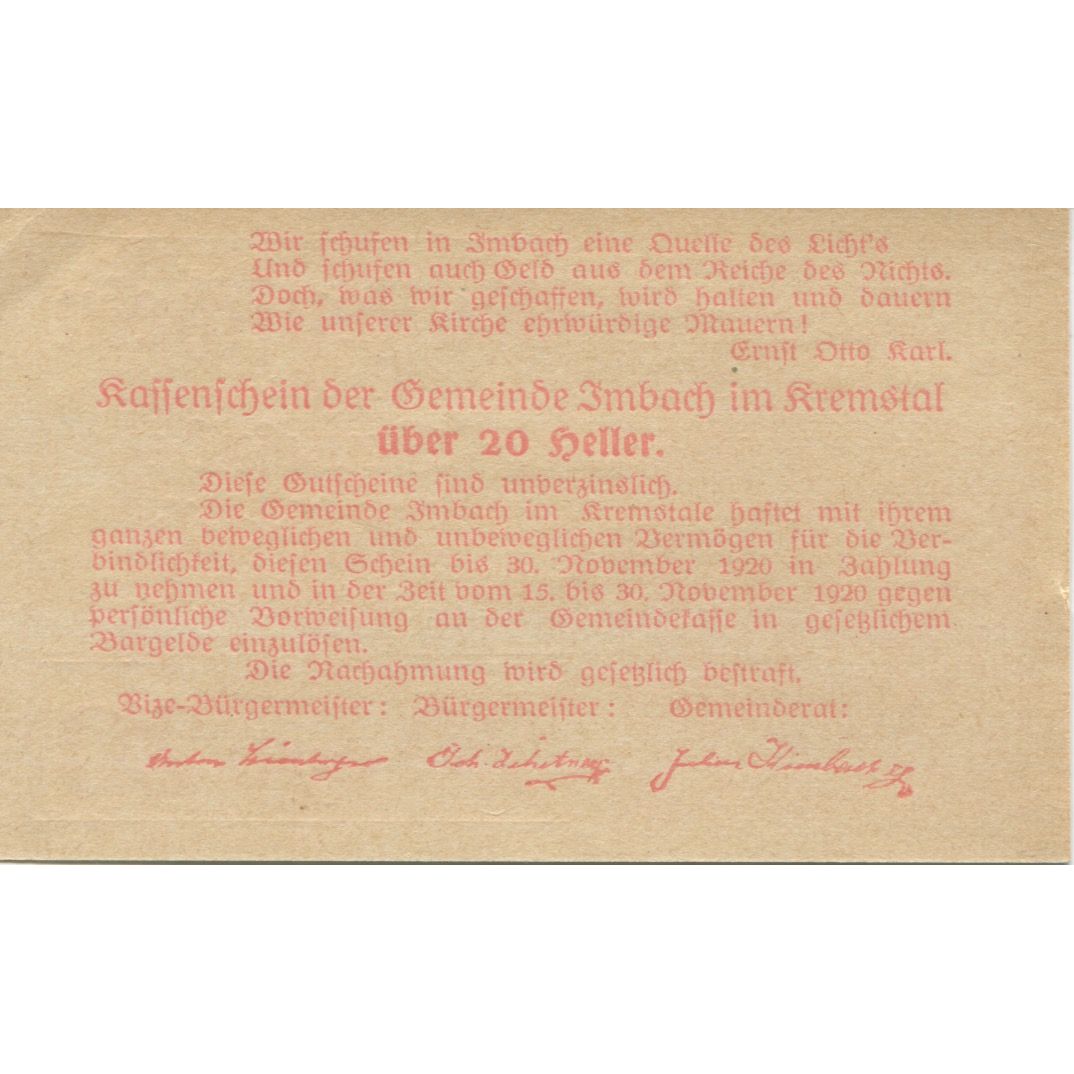 Wir schufen in Imbach eine Quelle des Licht's
Und schufen auch Geld aus dem Reiche des Nichts.
Doch, was wir geschaffen, wird halten und dauern
Wie unserer Kirche ehrwürdige Mauern!
Ernst Otto Karl.
Kassenschein der Gemeinde Imbach im Kremstal
über 20 Heller.
Diese Gutscheine sind unverzinslich.
Die Gemeinde Imbach im Kremstale haftet mit ihrem
ganzen beweglichen und unbeweglichen Vermögen für die Ver-
bindlichkeit, diesen Schein bis 30. November 1920 in Zahlung
zu nehmen und in der Zeit vom 15. bis 30. November 1920 gegen
persönliche Vorweisung an der Gemeindekasse in gesetzlichem
Bargelde einzulösen.
Die Nachahmung wird gesetzlich bestraft.
Vize-Bürgermeister: Bürgermeister: Gemeinderat:
Anton Joh. Julius